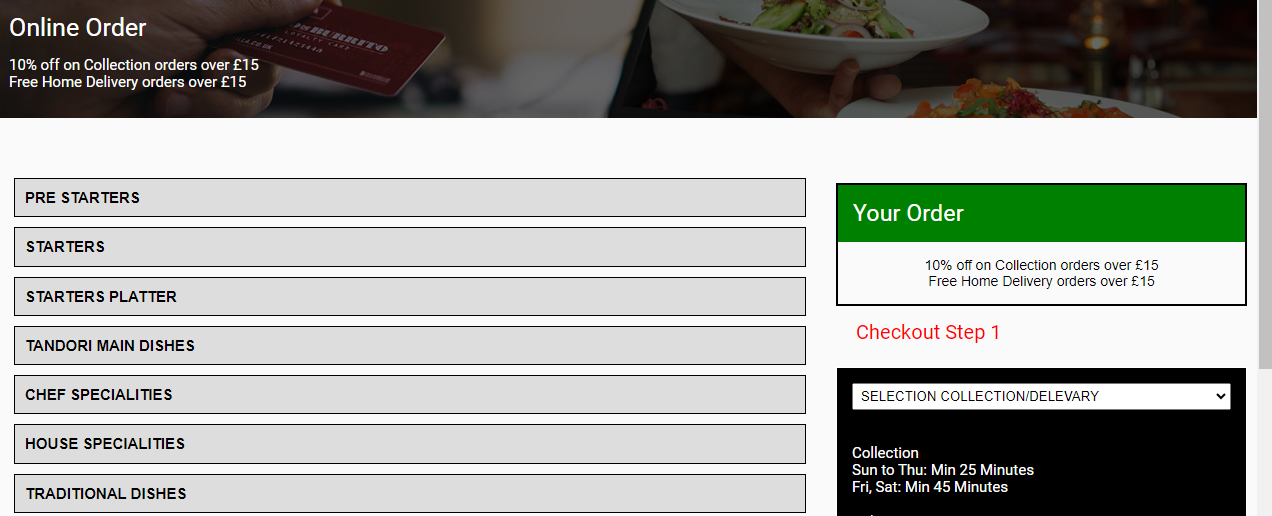 Online Order
10% off on Collection orders over £15
Free Home Delivery orders over £15
BURRITO
LOYALTY CARD
PRE STARTERS
STARTERS
STARTERS PLATTER
TANDORI MAIN DISHES
CHEF SPECIALITIES
HOUSE SPECIALITIES
TRADITIONAL DISHES
Your Order
10% off on Collection orders over £15
Free Home Delivery orders over £15
Checkout Step 1
SELECTION COLLECTION/DELEVARY
Collection
Sun to Thu: Min 25 Minutes
Fri, Sat: Min 45 Minutes